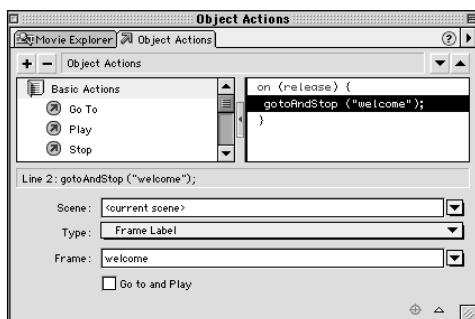 Object Actions
Movie Explorer Object Actions ?
+ - Object Actions
Basic Actions
Go To
Play
Stop
on (release) {
gotoAndStop ("welcome");
}
Line 2: gotoAndStop ("welcome");
Scene: <current scene>
Type: Frame Label
Frame: welcome
Go to and Play